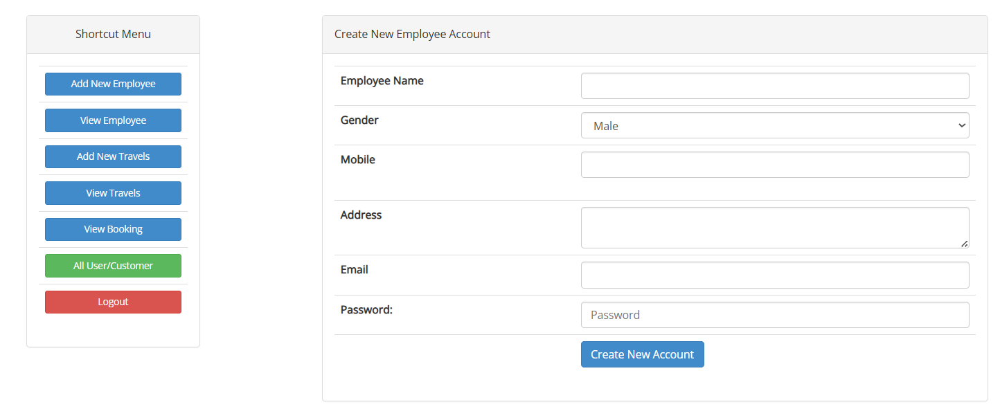 Shortcut Menu
Add New Employee
View Employee
Add New Travels
View Travels
View Booking
All User/Customer
Logout
Create New Employee Account
Employee Name
Gender
Male
Mobile
Address
Email
Password:
Password
Create New Account